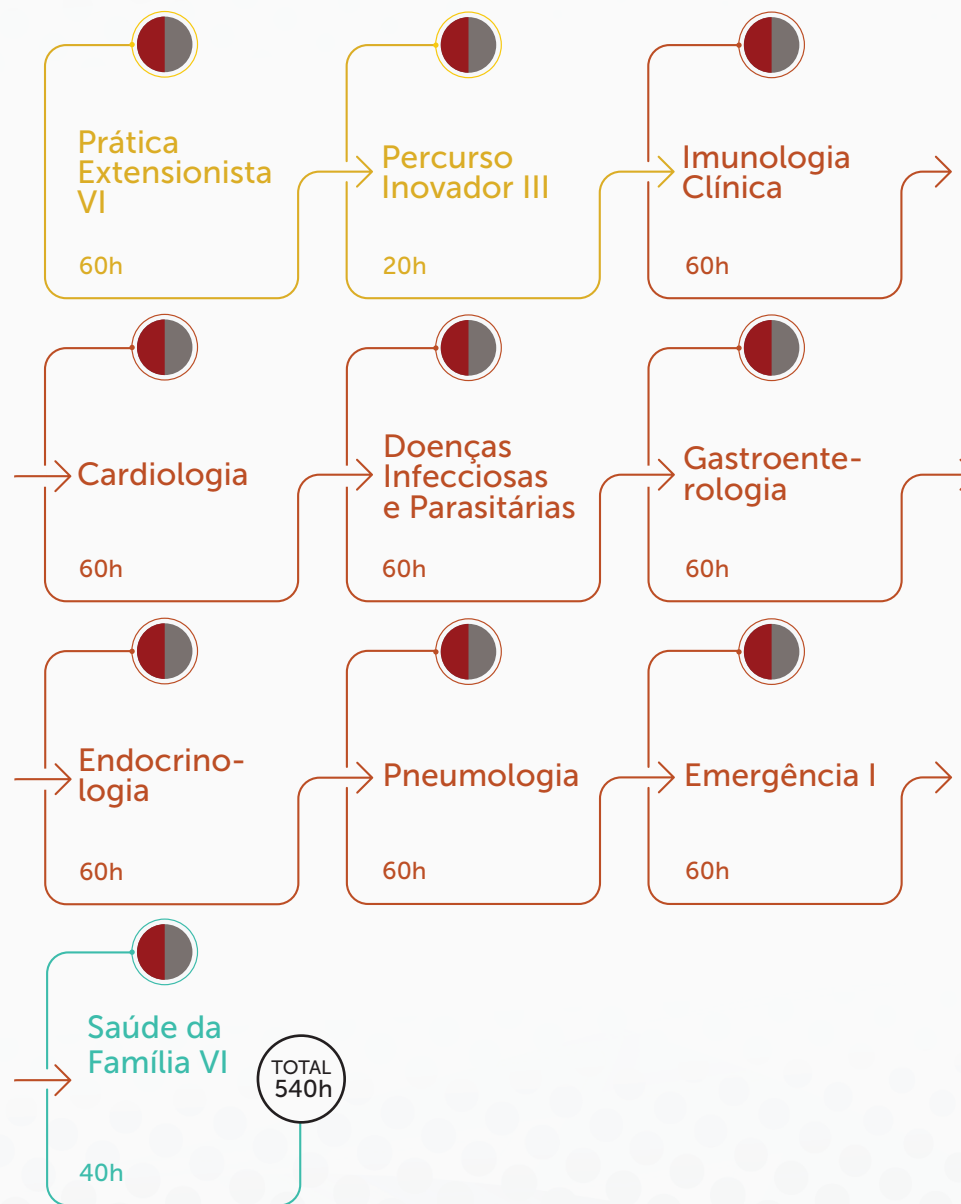 Prática
Extensionista
VI
60h
Percurso
Inovador III
20h
Imunologia
Clínica
60h
Cardiologia
60h
Doenças
Infecciosas
e Parasitárias
60h
Gastroente-
rologia
60h
Endocrino-
logia
60h
Pneumologia
60h
Emergência I
60h
Saúde da
Família VI
40h
TOTAL
540h